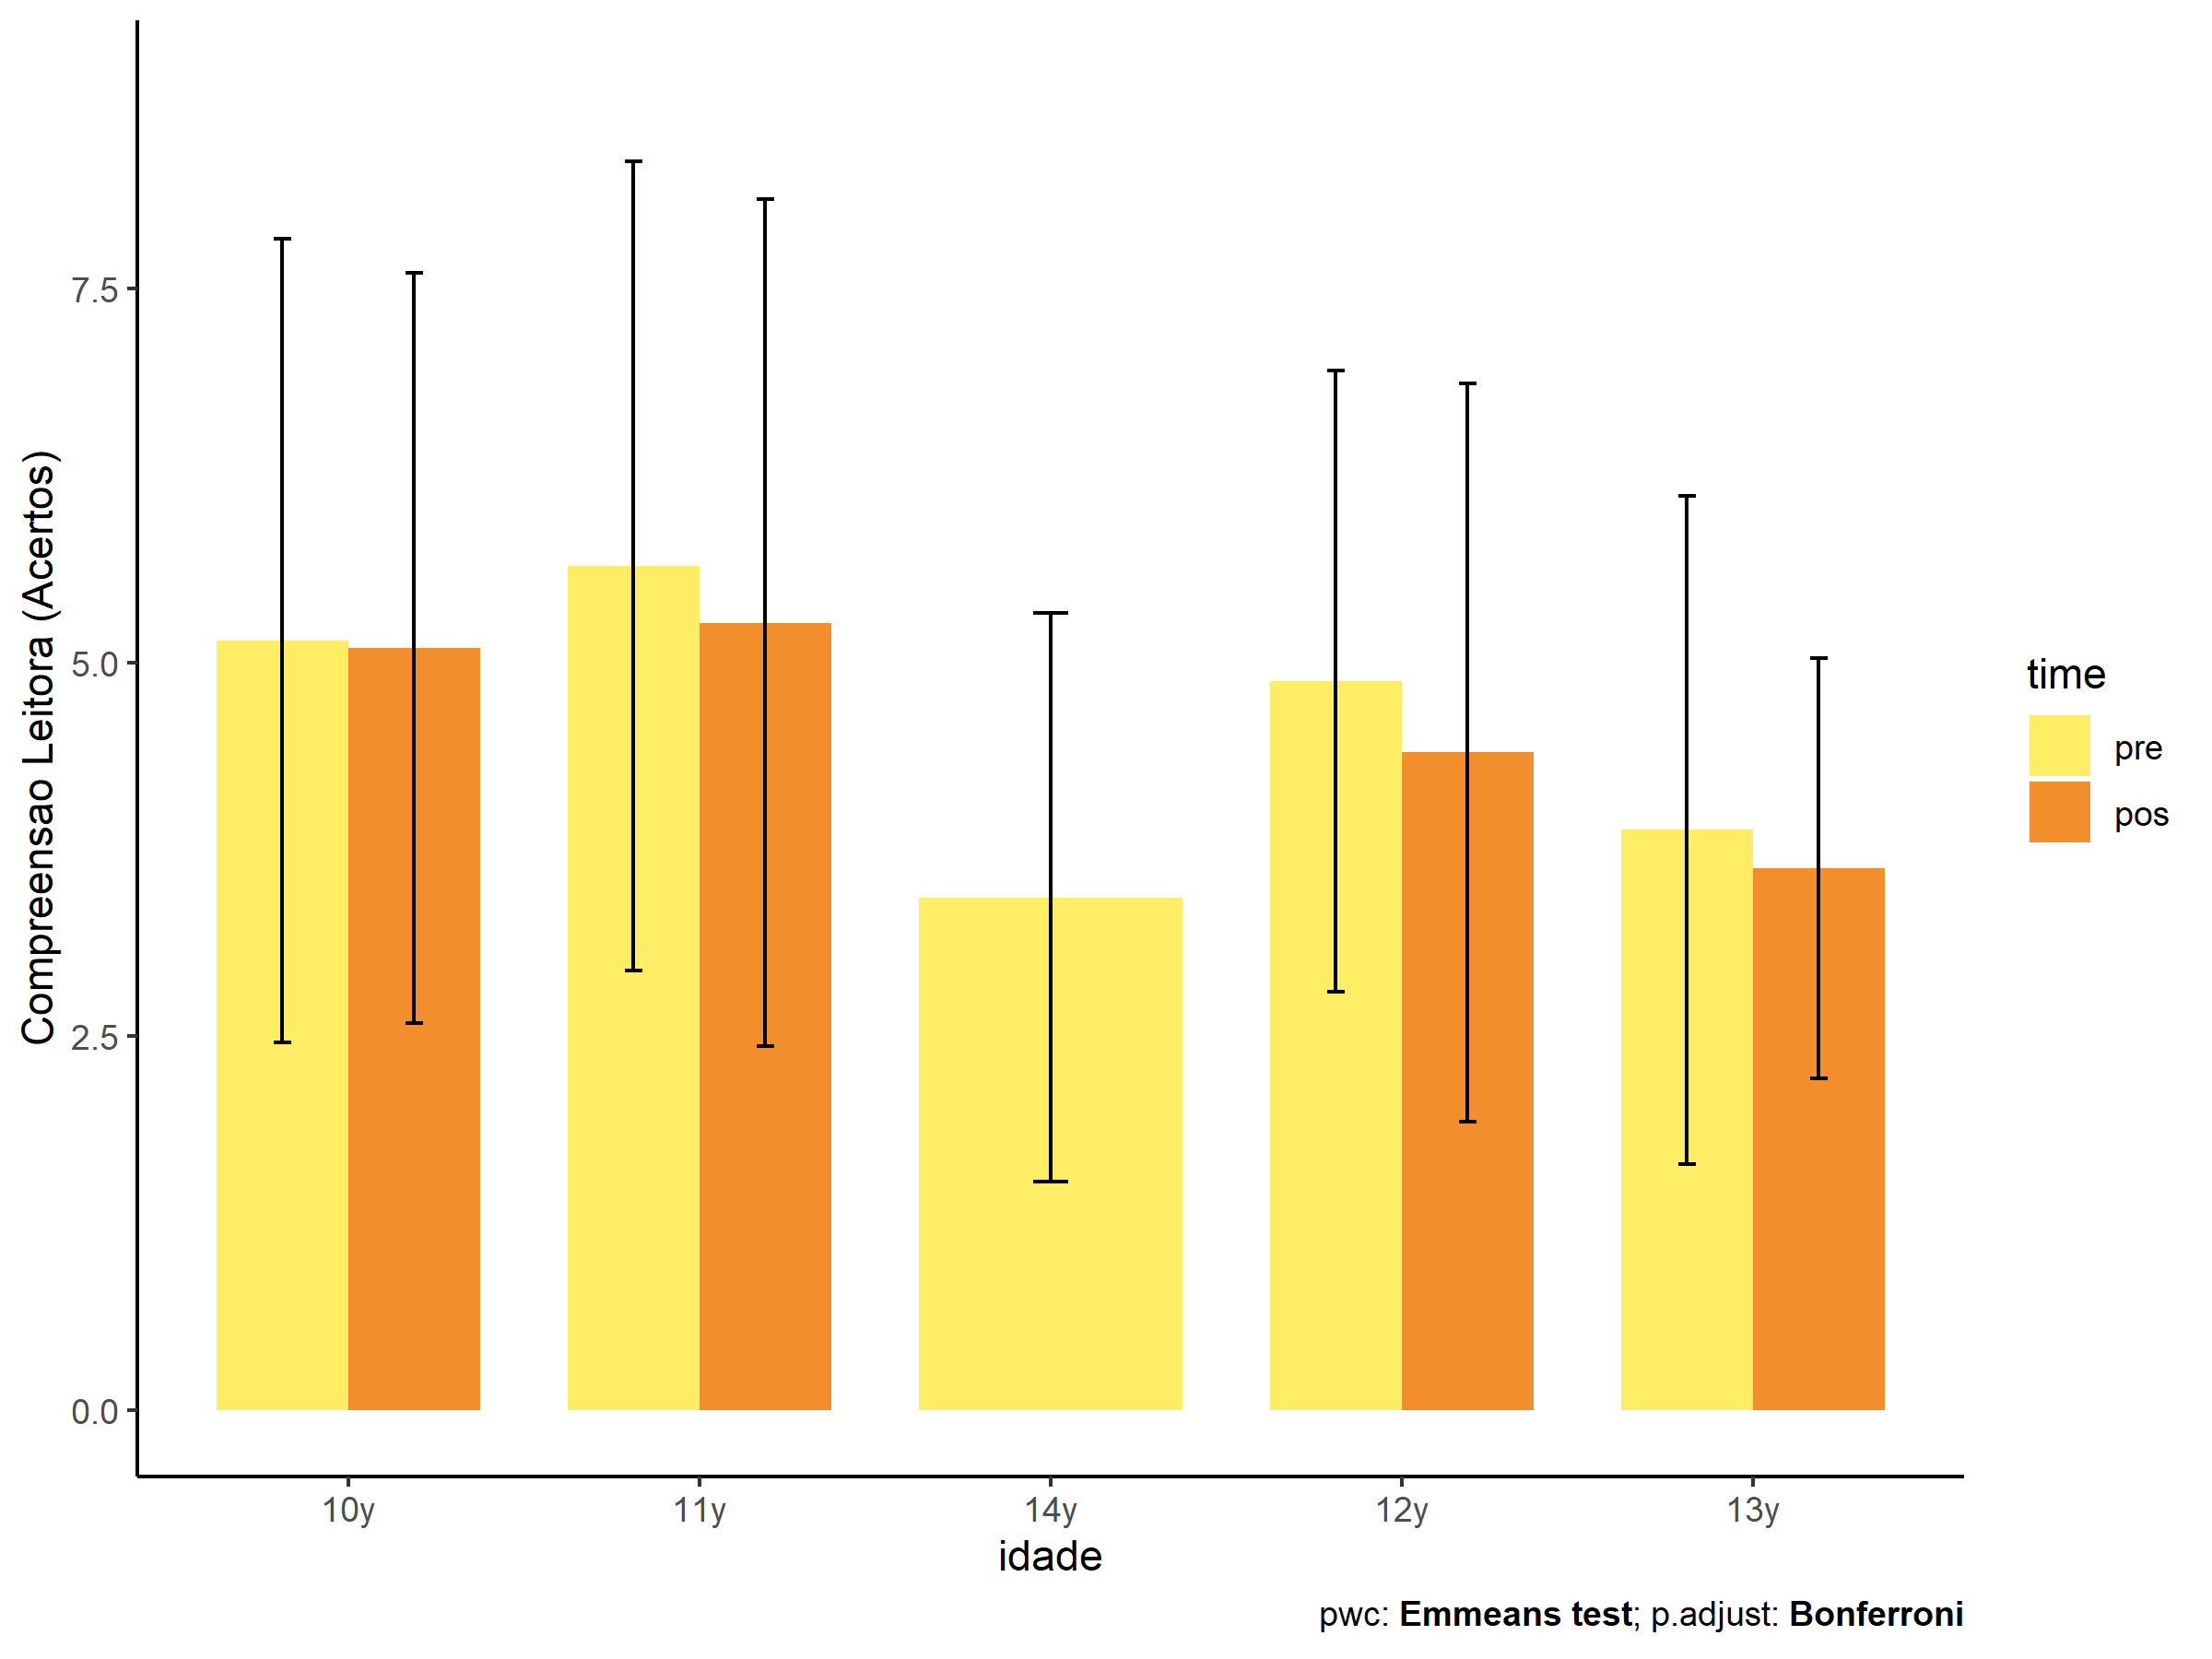 Compreensao Leitora (Acertos)
7.5
5.0
2.5
0.0
10y
11y
14y
12y
13y
idade
time
pre
pos
pwc: Emmeans test; p.adjust: Bonferroni